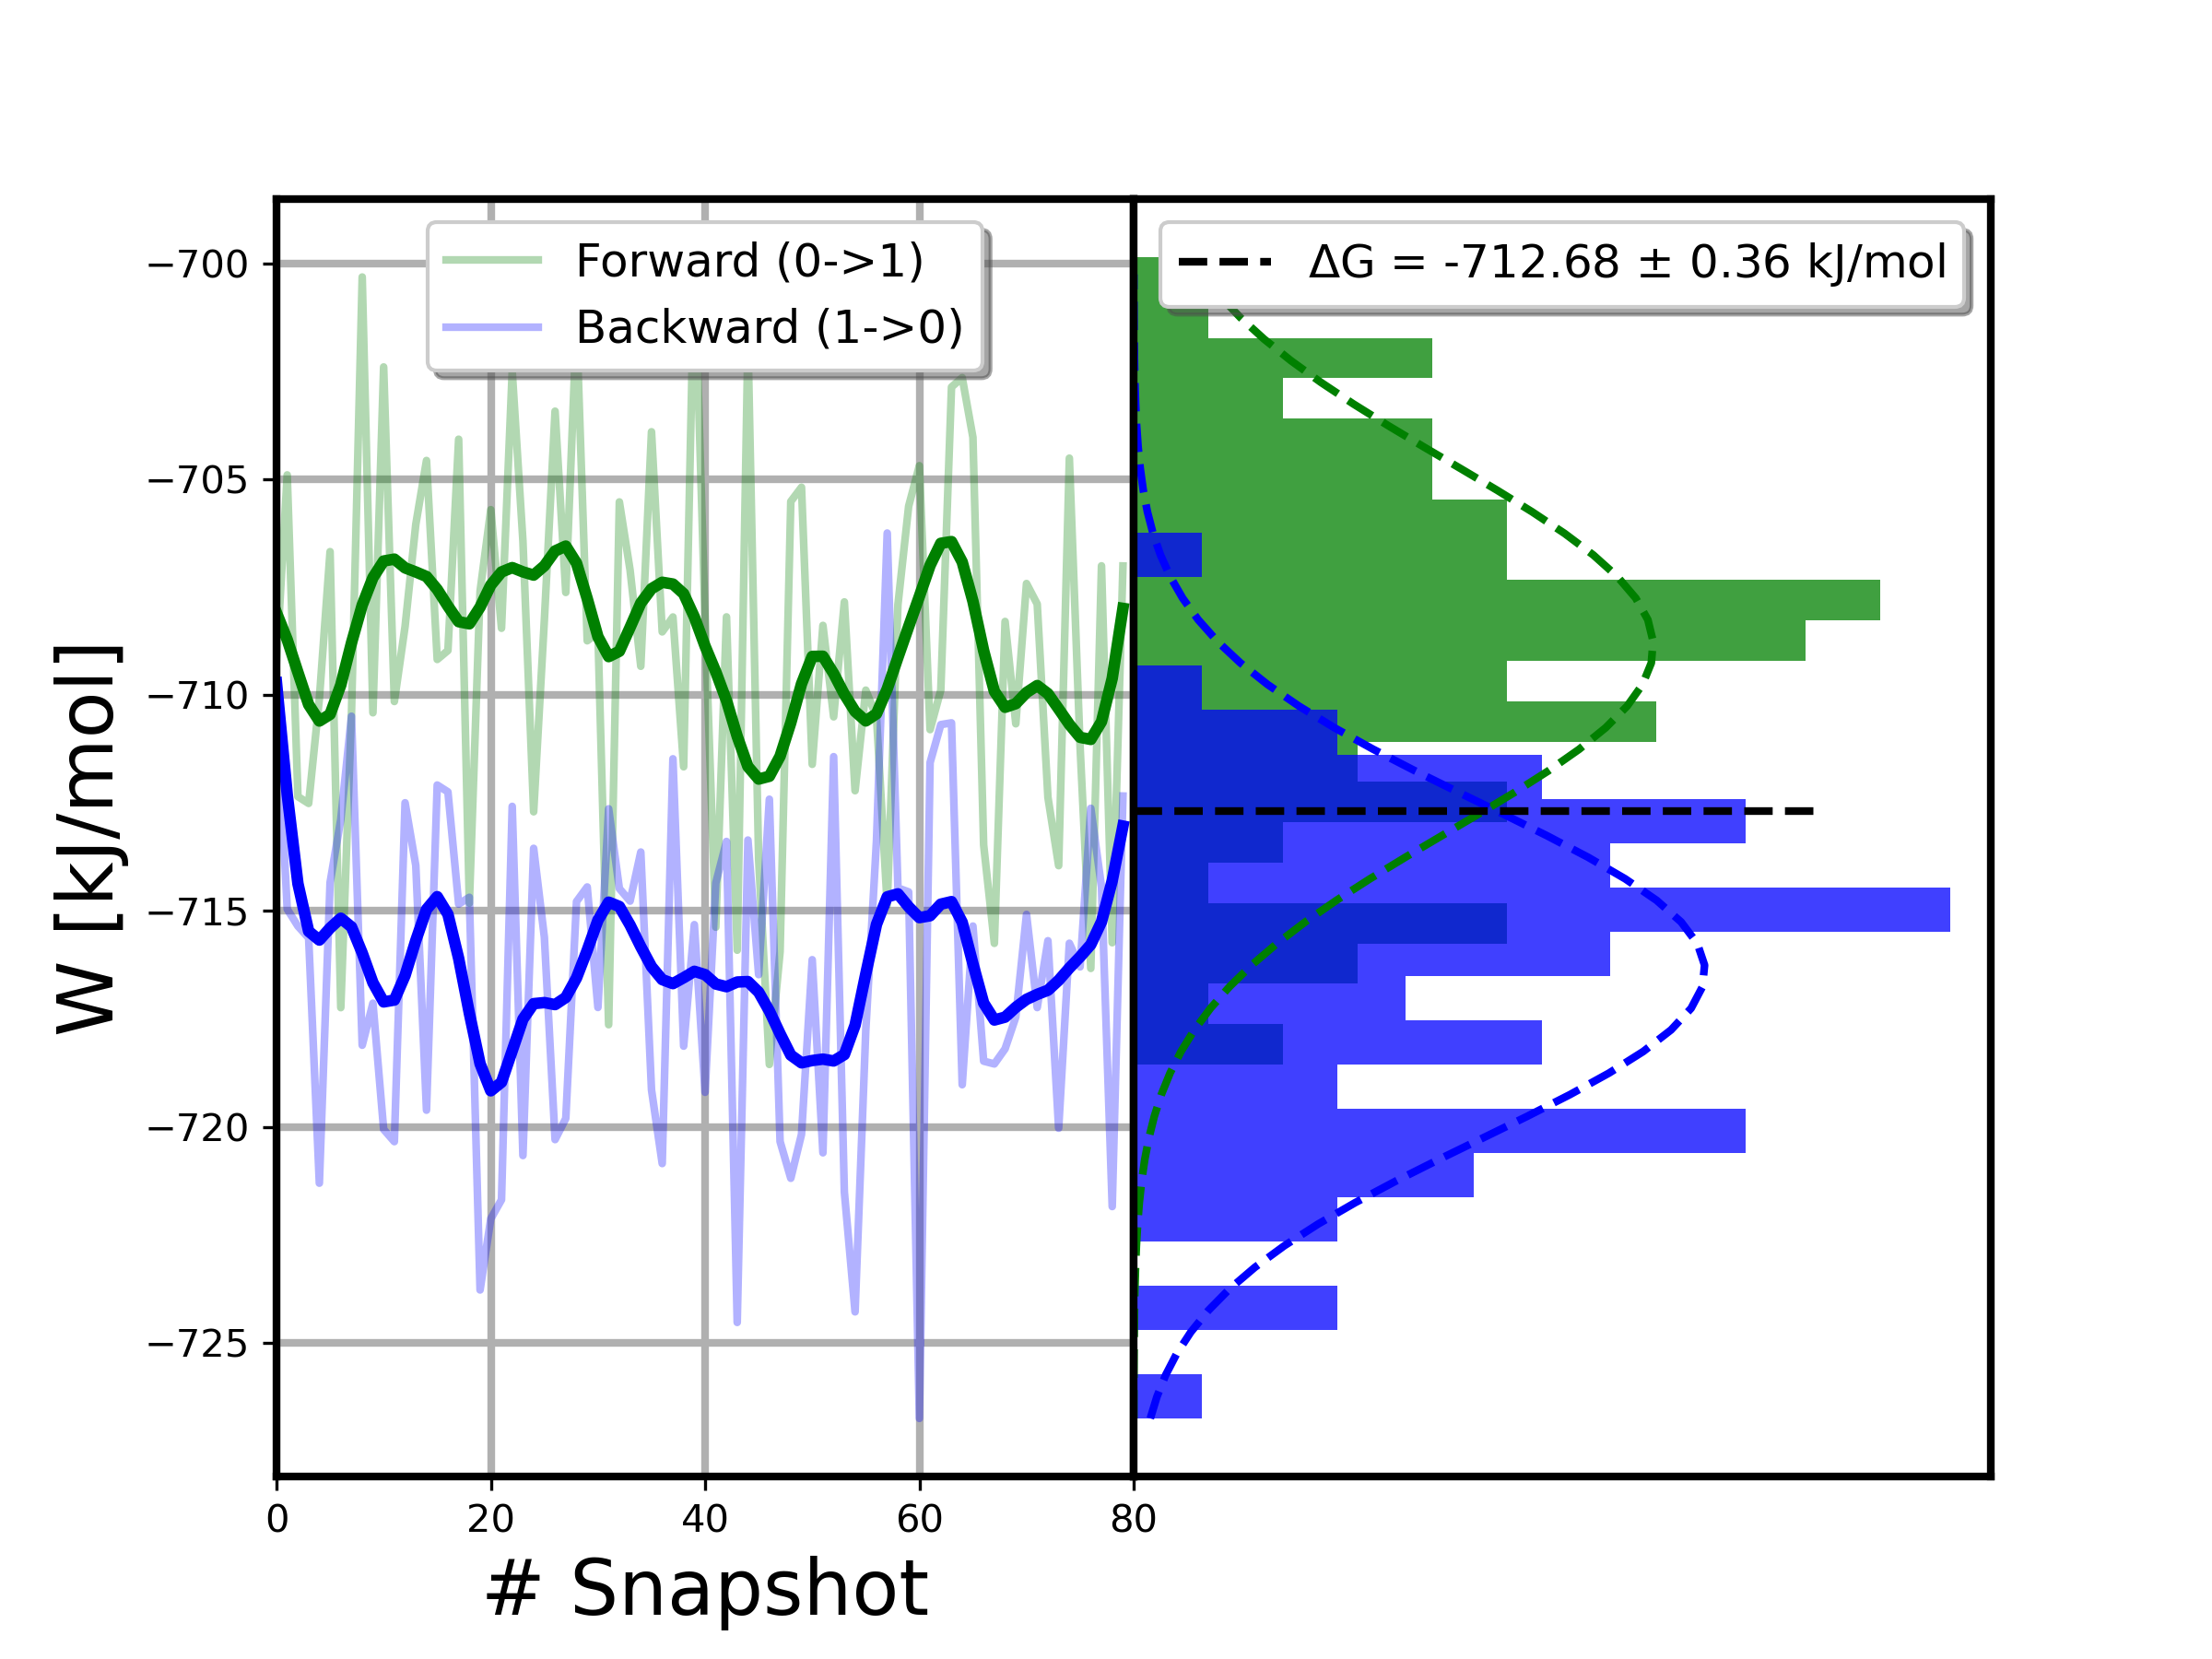 Forward (0->1)
Backward (1->0)
ΔG = -712.68 ± 0.36 kJ/mol
W [kJ/mol]
−700
−705
−710
−715
−720
−725
0 20 40 60 80
# Snapshot